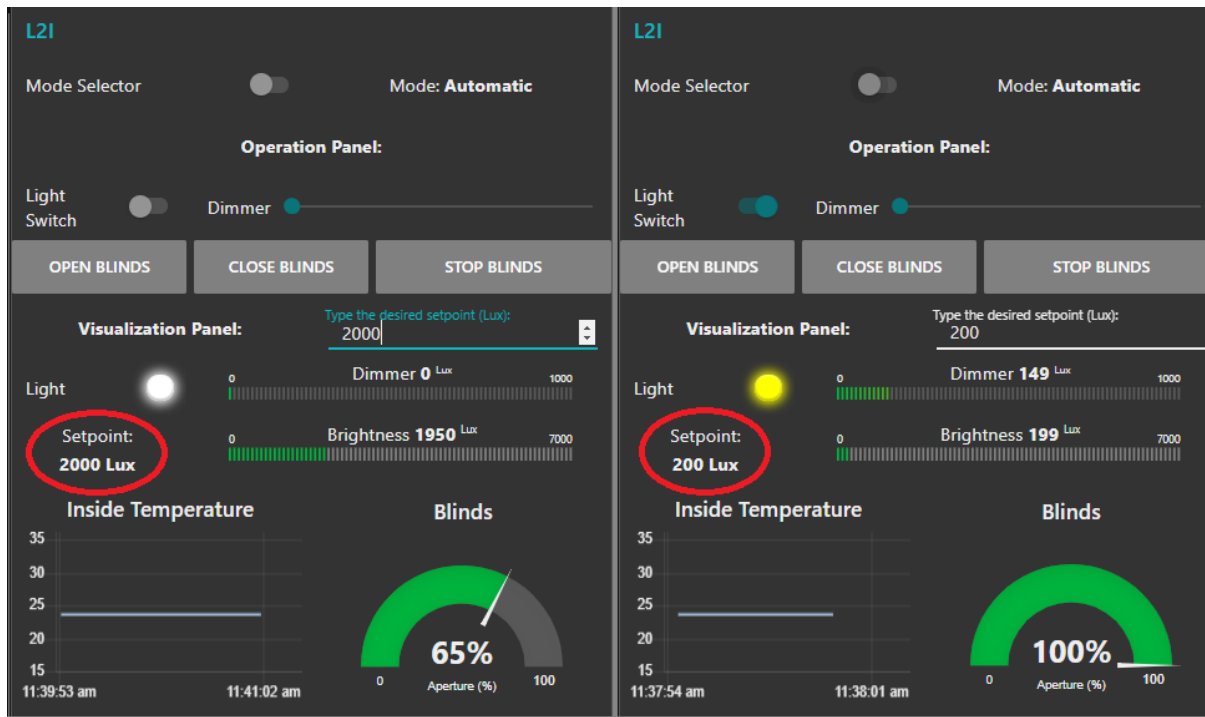 L2I
Mode Selector
Mode: Automatic
Operation Panel:
Light
Switch
Dimmer
OPEN BLINDS
CLOSE BLINDS
STOP BLINDS
Visualization Panel:
Type the desired setpoint (Lux):
2000
Light
Dimmer 0 Lux
0
1000
Setpoint:
2000 Lux
Brightness 1950 Lux
0
7000
Inside Temperature
35
30
25
20
15
11:39:53 am
11:41:02 am
Blinds
65%
Aperture (%)
0
100
L2I
Mode Selector
Mode: Automatic
Operation Panel:
Light
Switch
Dimmer
OPEN BLINDS
CLOSE BLINDS
STOP BLINDS
Visualization Panel:
Type the desired setpoint (Lux):
200
Light
Dimmer 149 Lux
0
1000
Setpoint:
200 Lux
Brightness 199 Lux
0
7000
Inside Temperature
35
30
25
20
15
11:37:54 am
11:38:01 am
Blinds
100%
Aperture (%)
0
100